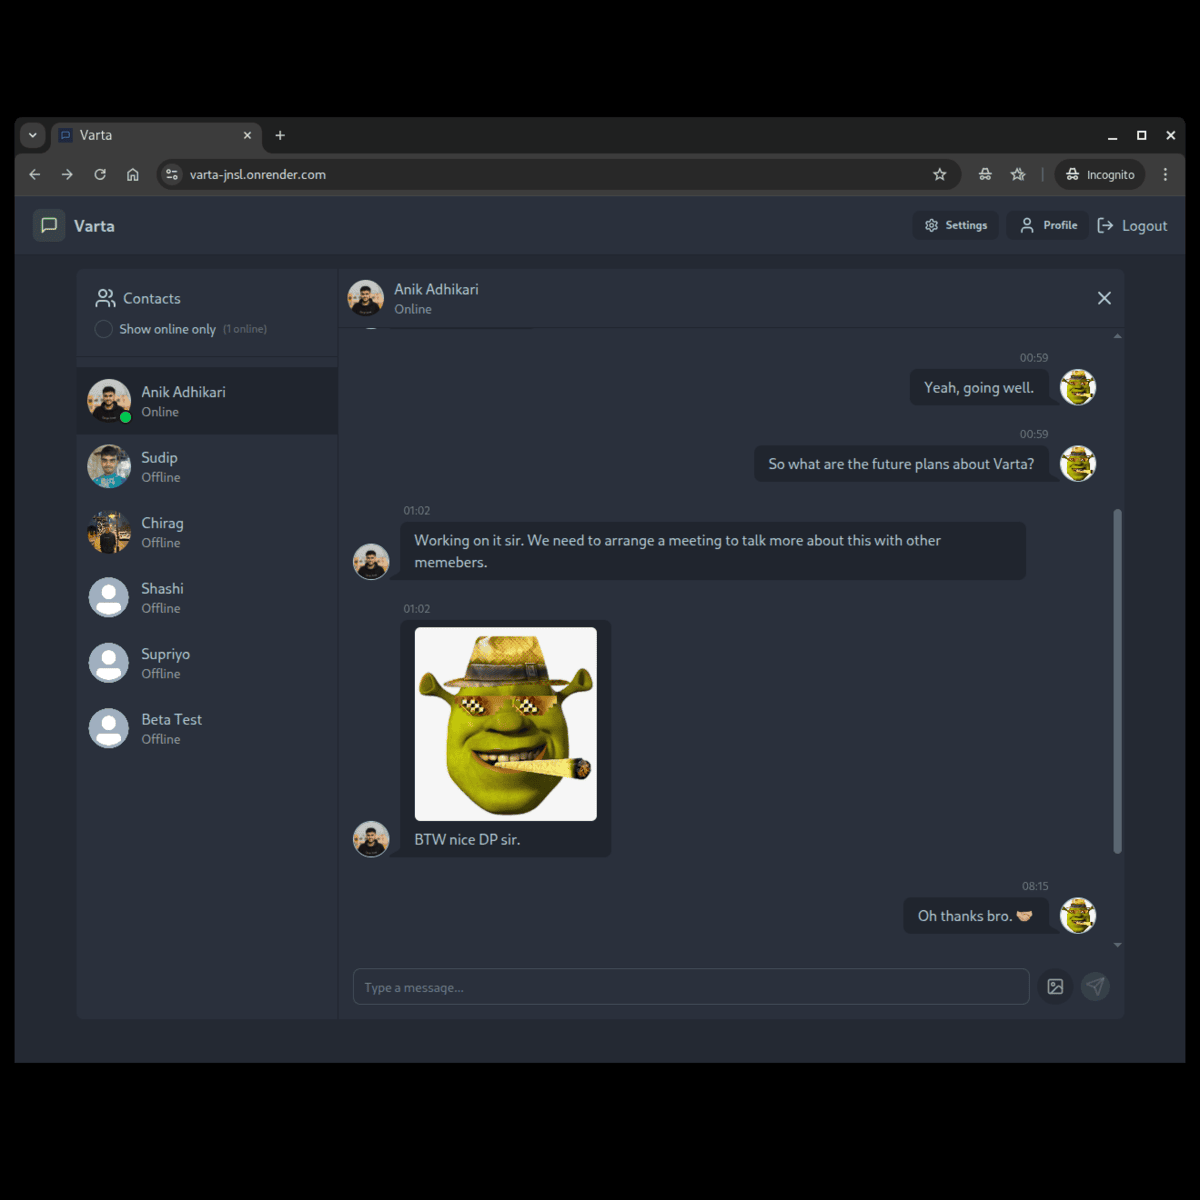 Varta
varta-jnsl.onrender.com
Incognito
Varta
Settings
Profile
Logout
Contacts
Show online only (1 online)
Anik Adhikari
Online
Sudip
Offline
Chirag
Offline
Shashi
Offline
Supriyo
Offline
Beta Test
Offline
Anik Adhikari
Online
00:59
Yeah, going well.
00:59
So what are the future plans about Varta?
01:02
Working on it sir. We need to arrange a meeting to talk more about this with other
memebers.
01:02
BTW nice DP sir.
08:15
Oh thanks bro. 🤝🏼
Type a message...